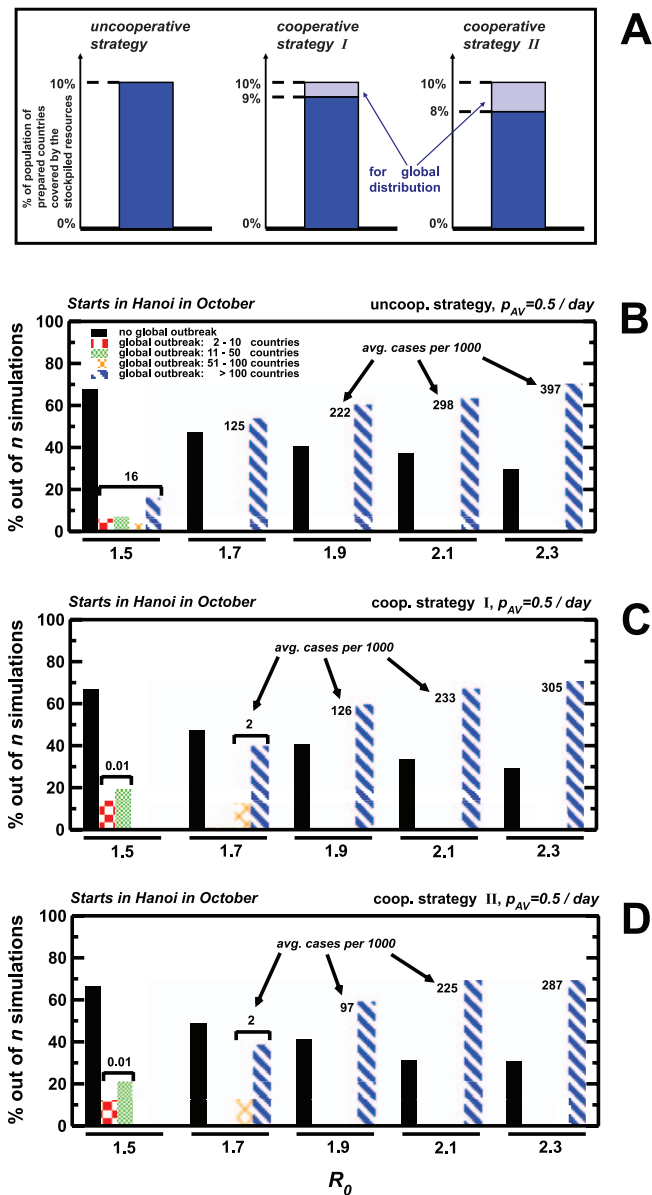 A
uncooperative
strategy
cooperative
strategy I
cooperative
strategy II
% of population of
prepared countries
covered by the
stockpiled resources
10%
0%
10%
9%
0%
10%
8%
0%
for global
distribution
B
Starts in Hanoi in October
uncoop. strategy, pAV=0.5 / day
% out of n simulations
100
80
60
40
20
0
no global outbreak
global outbreak: 2 - 10 countries
global outbreak: 11 - 50 countries
global outbreak: 51 - 100 countries
global outbreak: > 100 countries
avg. cases per 1000
16
125
222
298
397
1.5
1.7
1.9
2.1
2.3
C
Starts in Hanoi in October
coop. strategy I, pAV=0.5 / day
% out of n simulations
100
80
60
40
20
0
avg. cases per 1000
0.01
2
126
233
305
1.5
1.7
1.9
2.1
2.3
D
Starts in Hanoi in October
coop. strategy II, pAV=0.5 / day
% out of n simulations
100
80
60
40
20
0
avg. cases per 1000
0.01
2
97
225
287
1.5
1.7
1.9
2.1
2.3
R0